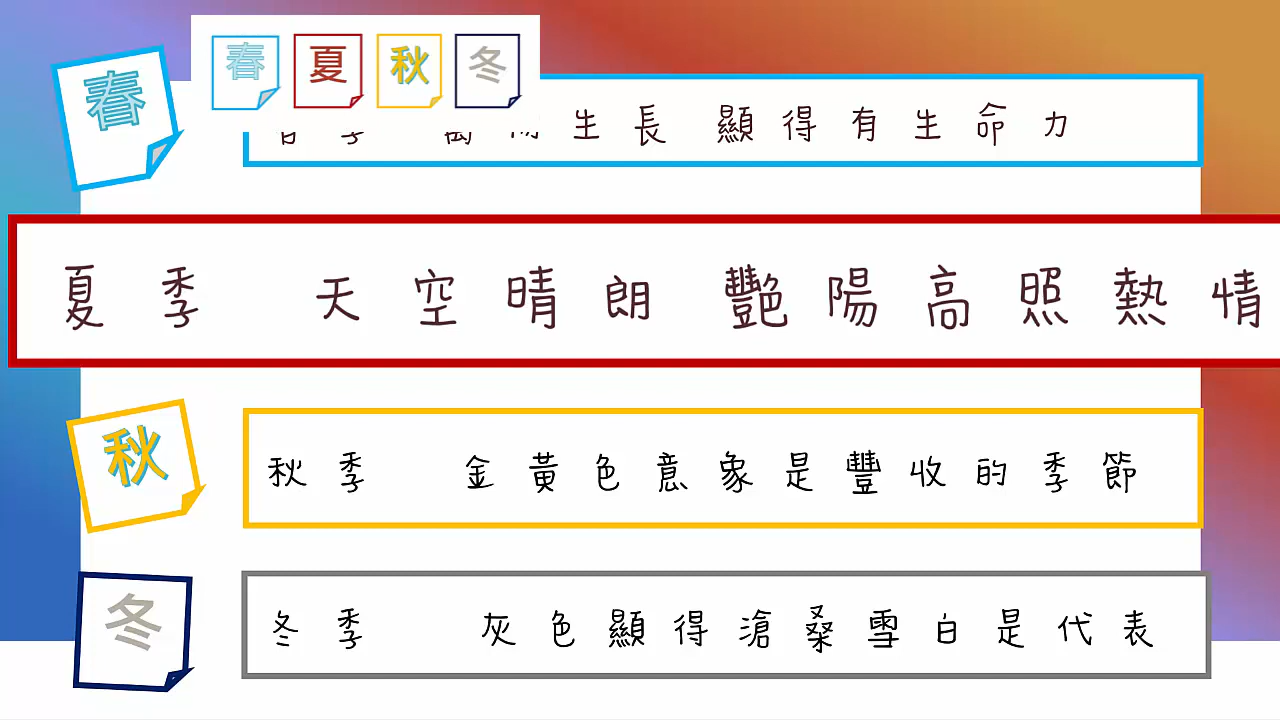 春 夏 秋 冬
春
生長 顯得有生命力
夏季 天空晴朗 艷陽高照熱情
秋
秋季 金黃色意象是豐收的季節
冬
冬季 灰色顯得滄桑雪白是代表